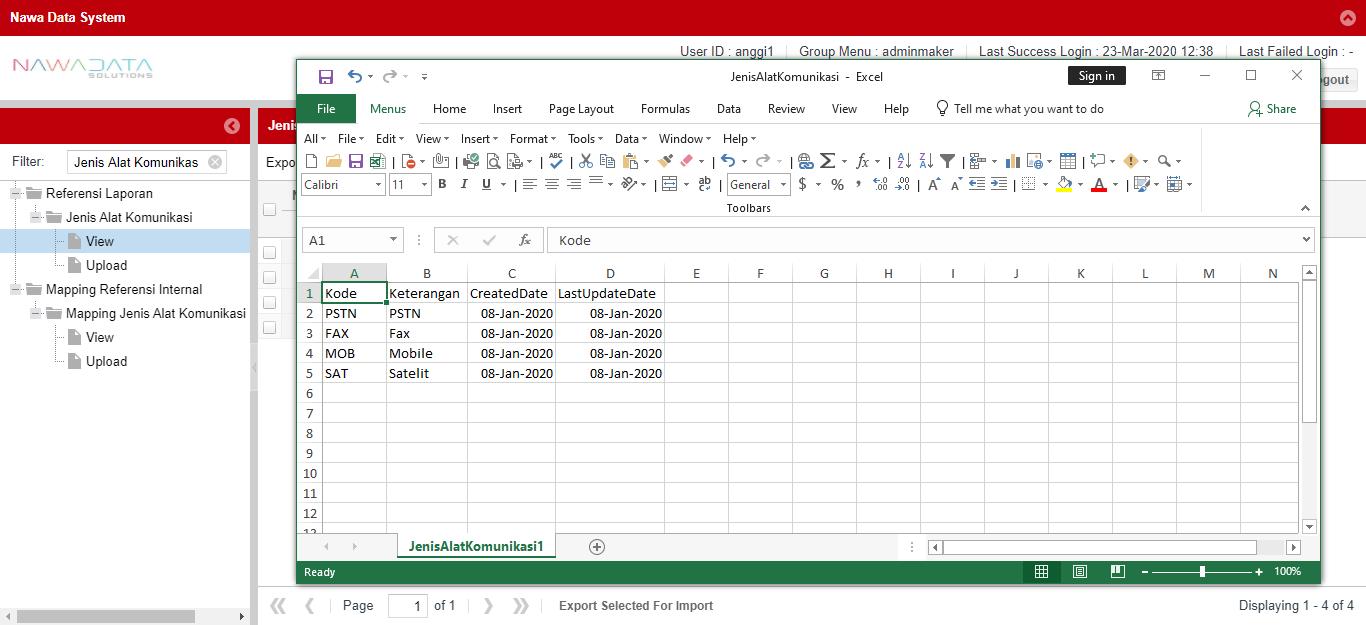 Nawa Data System
NAWADATA
SOLUTIONS
User ID : anggi1 Group Menu : adminmaker Last Success Login : 23-Mar-2020 12:38 Last Failed Login : -
JenisAlatKomunikasi - Excel Sign in
File Menus Home Insert Page Layout Formulas Data Review View Help Tell me what you want to do Share
Filter: Jenis Alat Komunikas
All File Edit View Insert Format Tools Data Window Help
Calibri 11 B I U General $ % ,
Toolbars
A1 fx Kode
Referensi Laporan
Jenis Alat Komunikasi
View
Upload
Mapping Referensi Internal
Mapping Jenis Alat Komunikasi
View
Upload
A B C D E F G H I J K L M N
1 Kode Keterangan CreatedDate LastUpdateDate
2 PSTN PSTN 08-Jan-2020 08-Jan-2020
3 FAX Fax 08-Jan-2020 08-Jan-2020
4 MOB Mobile 08-Jan-2020 08-Jan-2020
5 SAT Satelit 08-Jan-2020 08-Jan-2020
6
7
8
9
10
11
12
JenisAlatKomunikasi1
Ready 100%
Page 1 of 1 Export Selected For Import Displaying 1 - 4 of 4